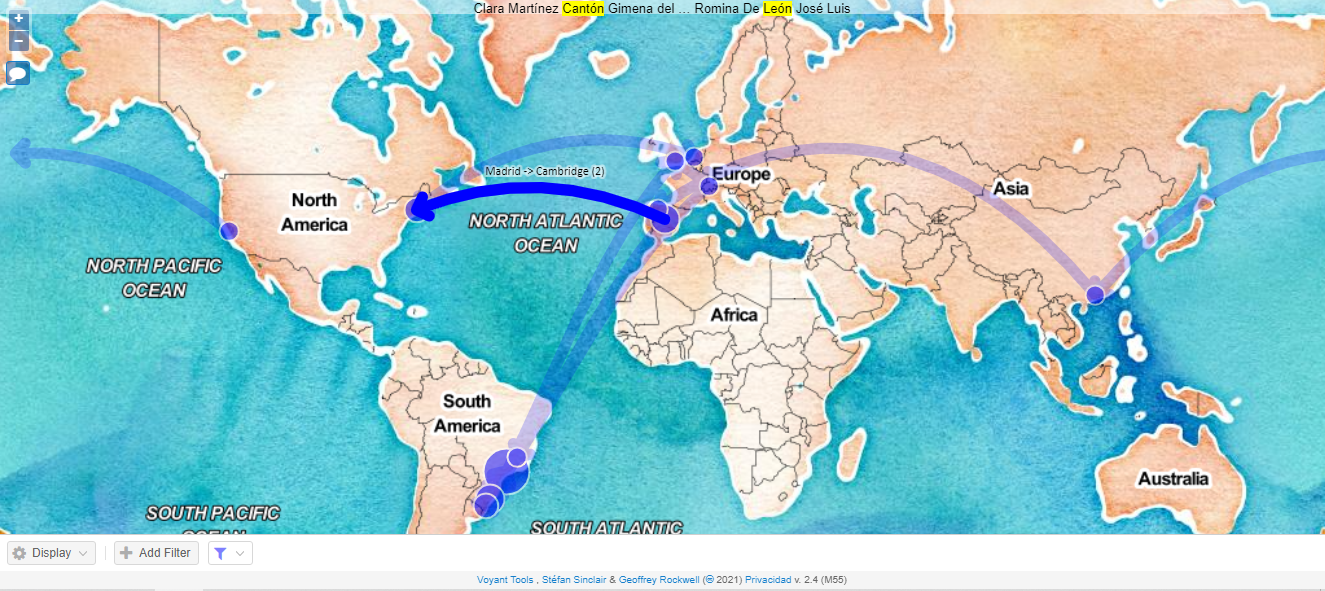 Clara Martínez Cantón Gimena del … Romina De León José Luis
+
−
Madrid -> Cambridge (2)
Europe
Asia
North
America
NORTH ATLANTIC
OCEAN
NORTH PACIFIC
OCEAN
Africa
South
America
Australia
SOUTH PACIFIC
OCEAN
SOUTH ATLANTIC
Display
Add Filter
Voyant Tools , Stéfan Sinclair & Geoffrey Rockwell (@ 2021) Privacidad v. 2.4 (M55)